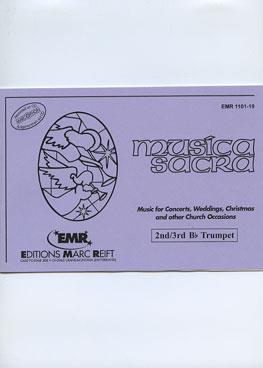 EMR 1101-19
musica
sacra
Music for Concerts, Weddings, Christmas
and other Church Occasions
EMR
2nd/3rd B♭ Trumpet
EDITIONS MARC REIFT